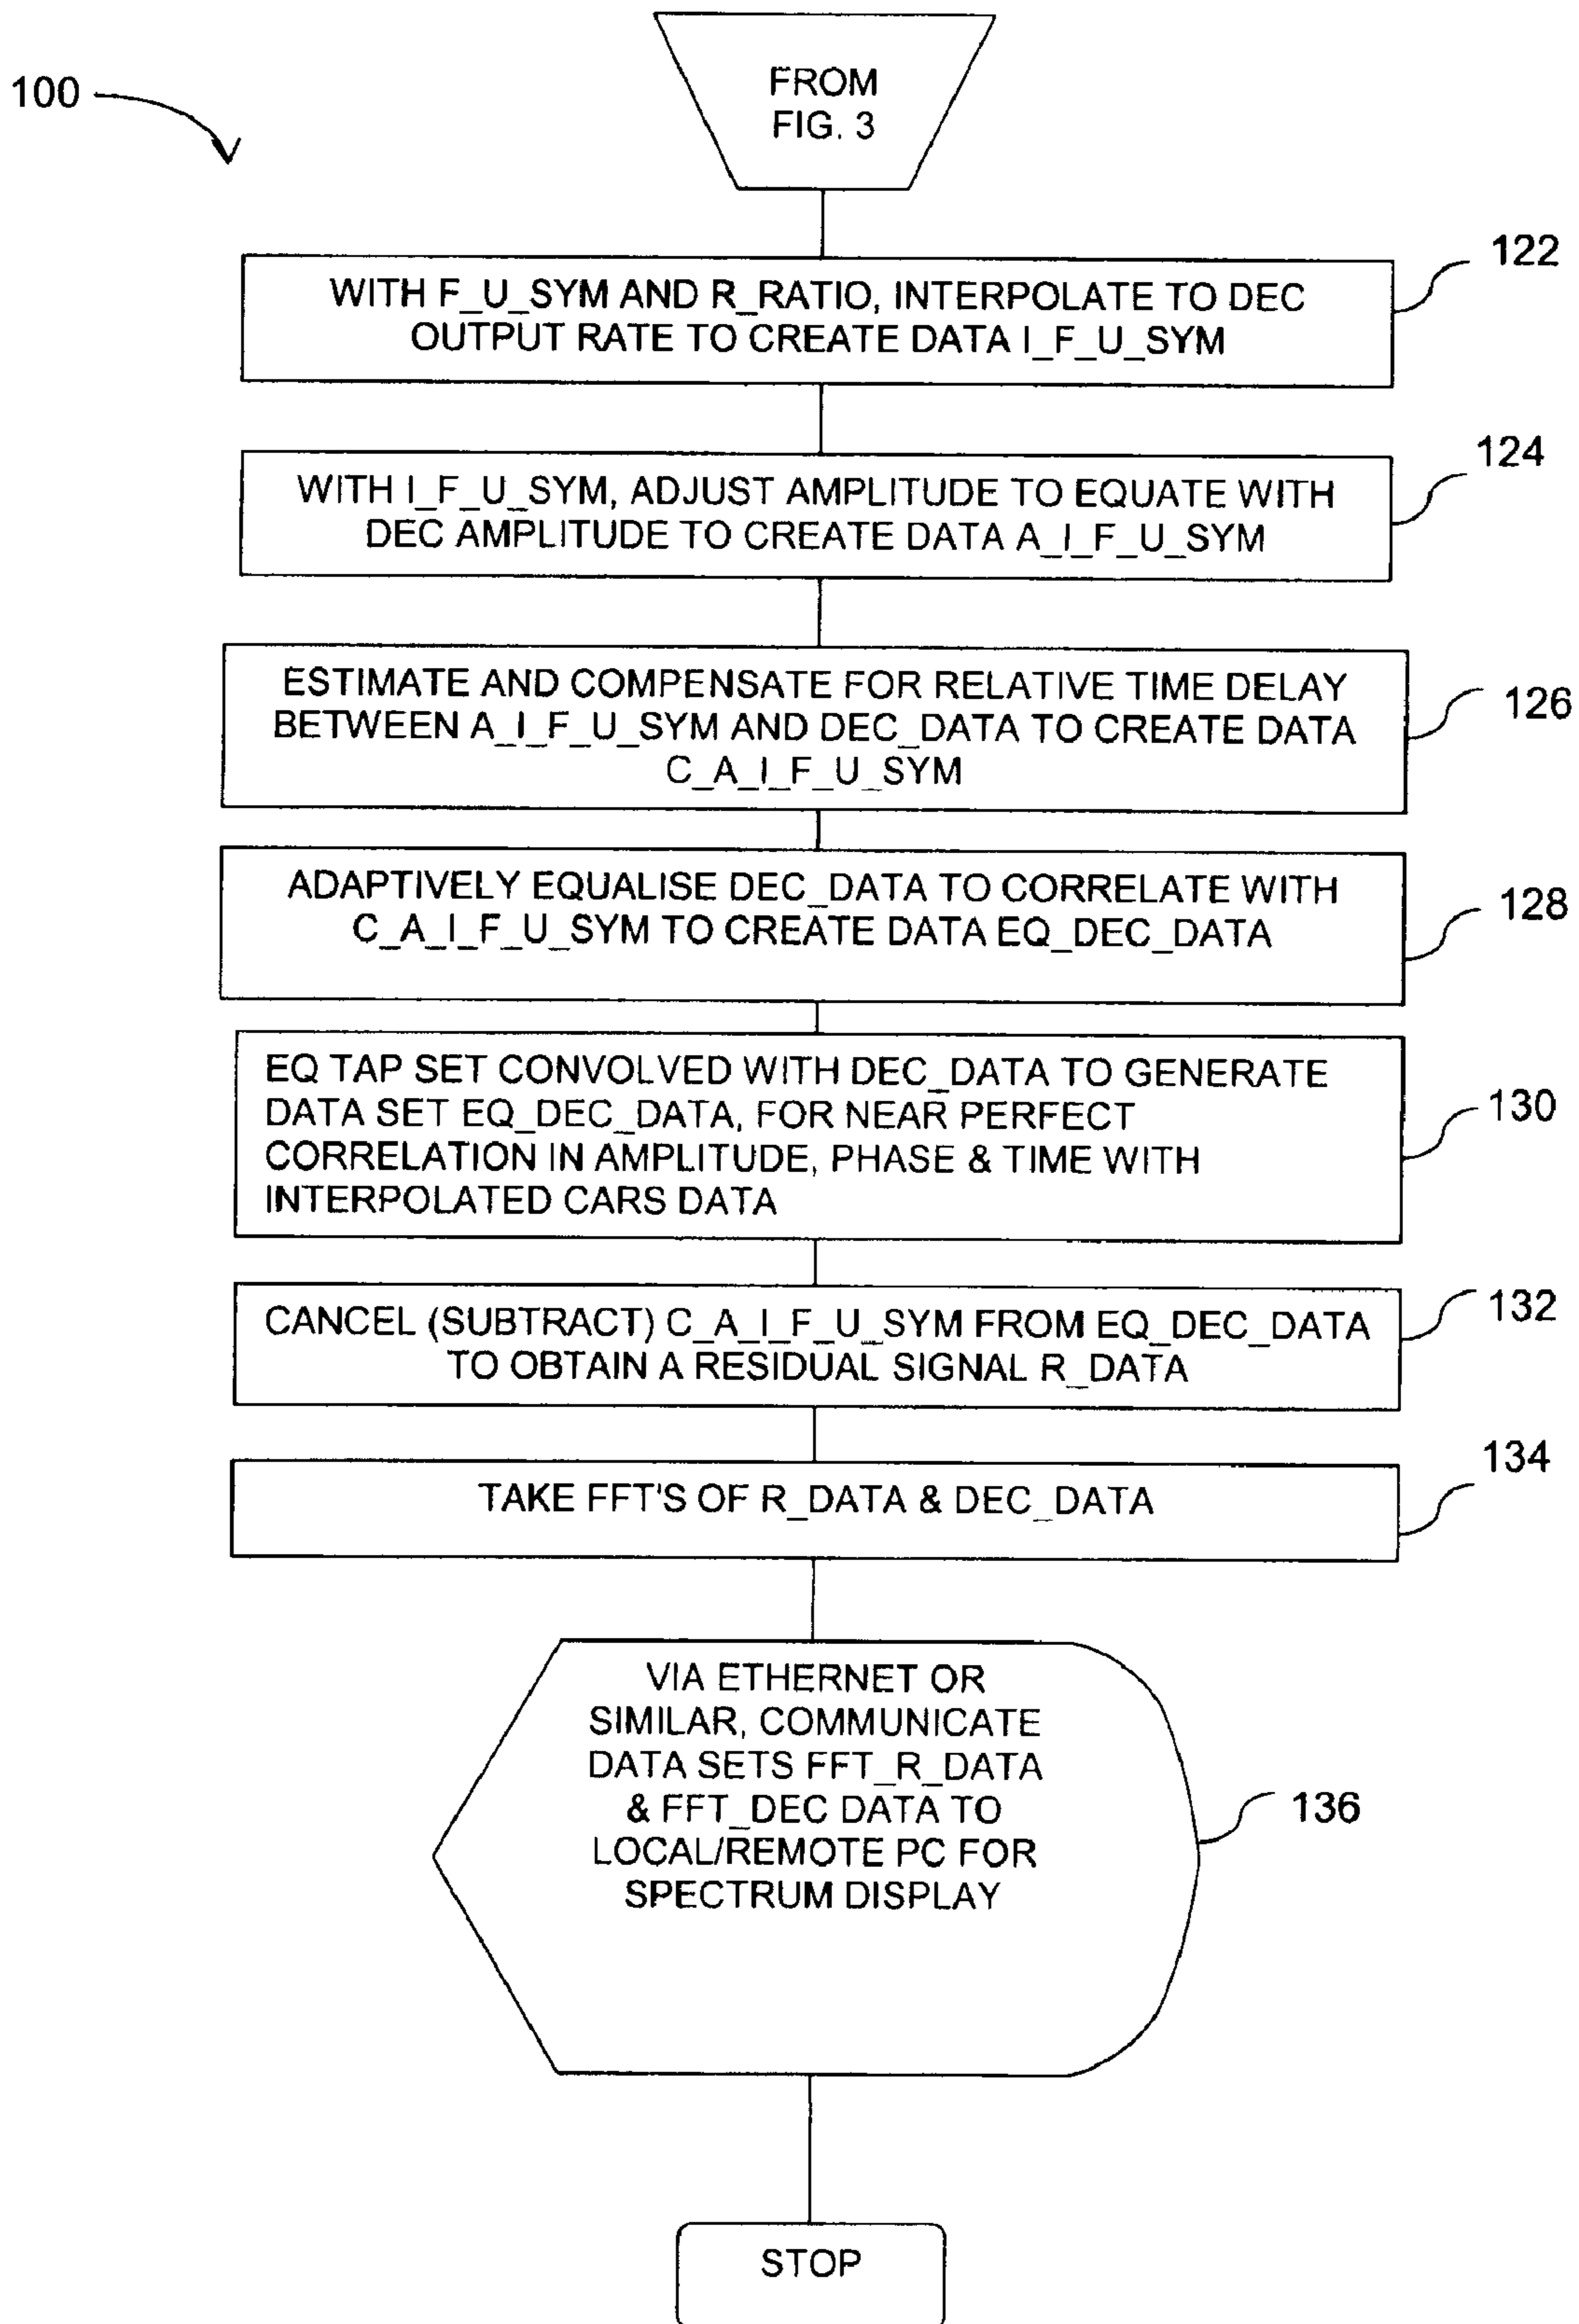 100
FROM
FIG. 3
WITH F_U_SYM AND R_RATIO, INTERPOLATE TO DEC
OUTPUT RATE TO CREATE DATA I_F_U_SYM
122
WITH I_F_U_SYM, ADJUST AMPLITUDE TO EQUATE WITH
DEC AMPLITUDE TO CREATE DATA A_I_F_U_SYM
124
ESTIMATE AND COMPENSATE FOR RELATIVE TIME DELAY
BETWEEN A_I_F_U_SYM AND DEC_DATA TO CREATE DATA
C_A_I_F_U_SYM
126
ADAPTIVELY EQUALISE DEC_DATA TO CORRELATE WITH
C_A_I_F_U_SYM TO CREATE DATA EQ_DEC_DATA
128
EQ TAP SET CONVOLVED WITH DEC_DATA TO GENERATE
DATA SET EQ_DEC_DATA, FOR NEAR PERFECT
CORRELATION IN AMPLITUDE, PHASE & TIME WITH
INTERPOLATED CARS DATA
130
CANCEL (SUBTRACT) C_A_I_F_U_SYM FROM EQ_DEC_DATA
TO OBTAIN A RESIDUAL SIGNAL R_DATA
132
TAKE FFT'S OF R_DATA & DEC_DATA
134
VIA ETHERNET OR
SIMILAR, COMMUNICATE
DATA SETS FFT_R_DATA
& FFT_DEC DATA TO
LOCAL/REMOTE PC FOR
SPECTRUM DISPLAY
136
STOP